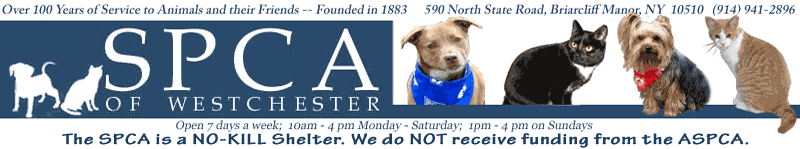 Over 100 Years of Service to Animals and their Friends -- Founded in 1883 590 North State Road, Briarcliff Manor, NY 10510 (914) 941-2896
SPCA
OF WESTCHESTER
Open 7 days a week; 10am - 4 pm Monday - Saturday; 1pm - 4 pm on Sundays
The SPCA is a NO-KILL Shelter. We do NOT receive funding from the ASPCA.